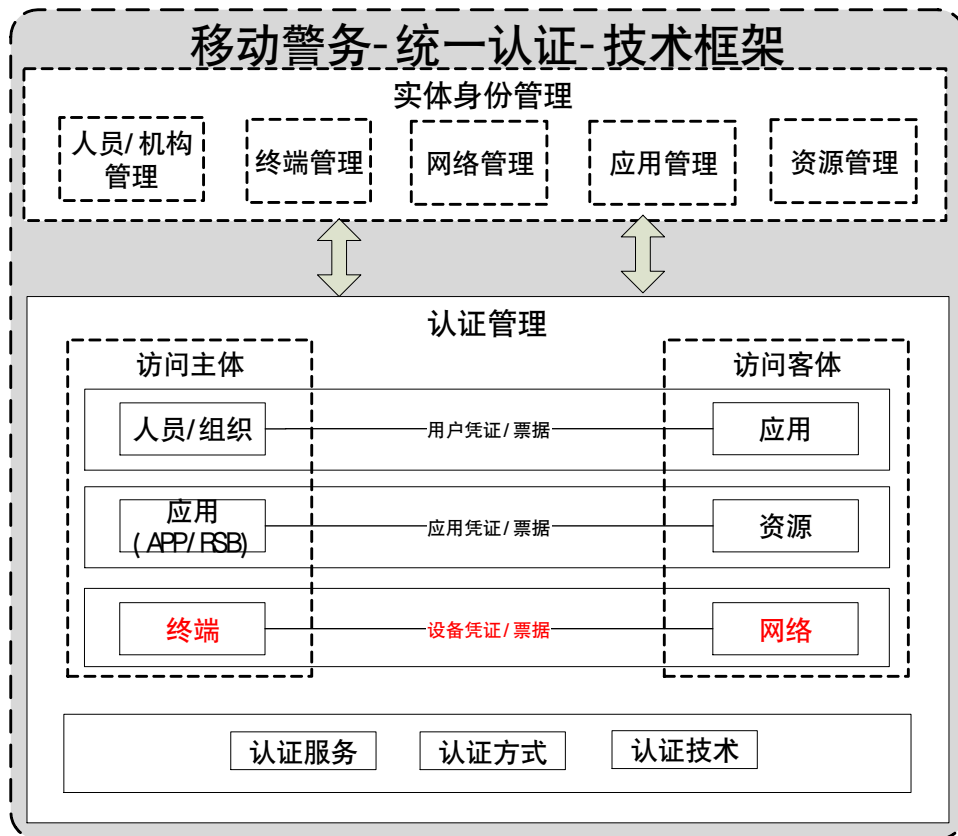 移动警务-统一认证-技术框架
实体身份管理
人员/机构
管理
终端管理
网络管理
应用管理
资源管理
认证管理
访问主体
访问客体
人员/组织
用户凭证/票据
应用
应用
(APP/RSB)
应用凭证/票据
资源
终端
设备凭证/票据
网络
认证服务
认证方式
认证技术